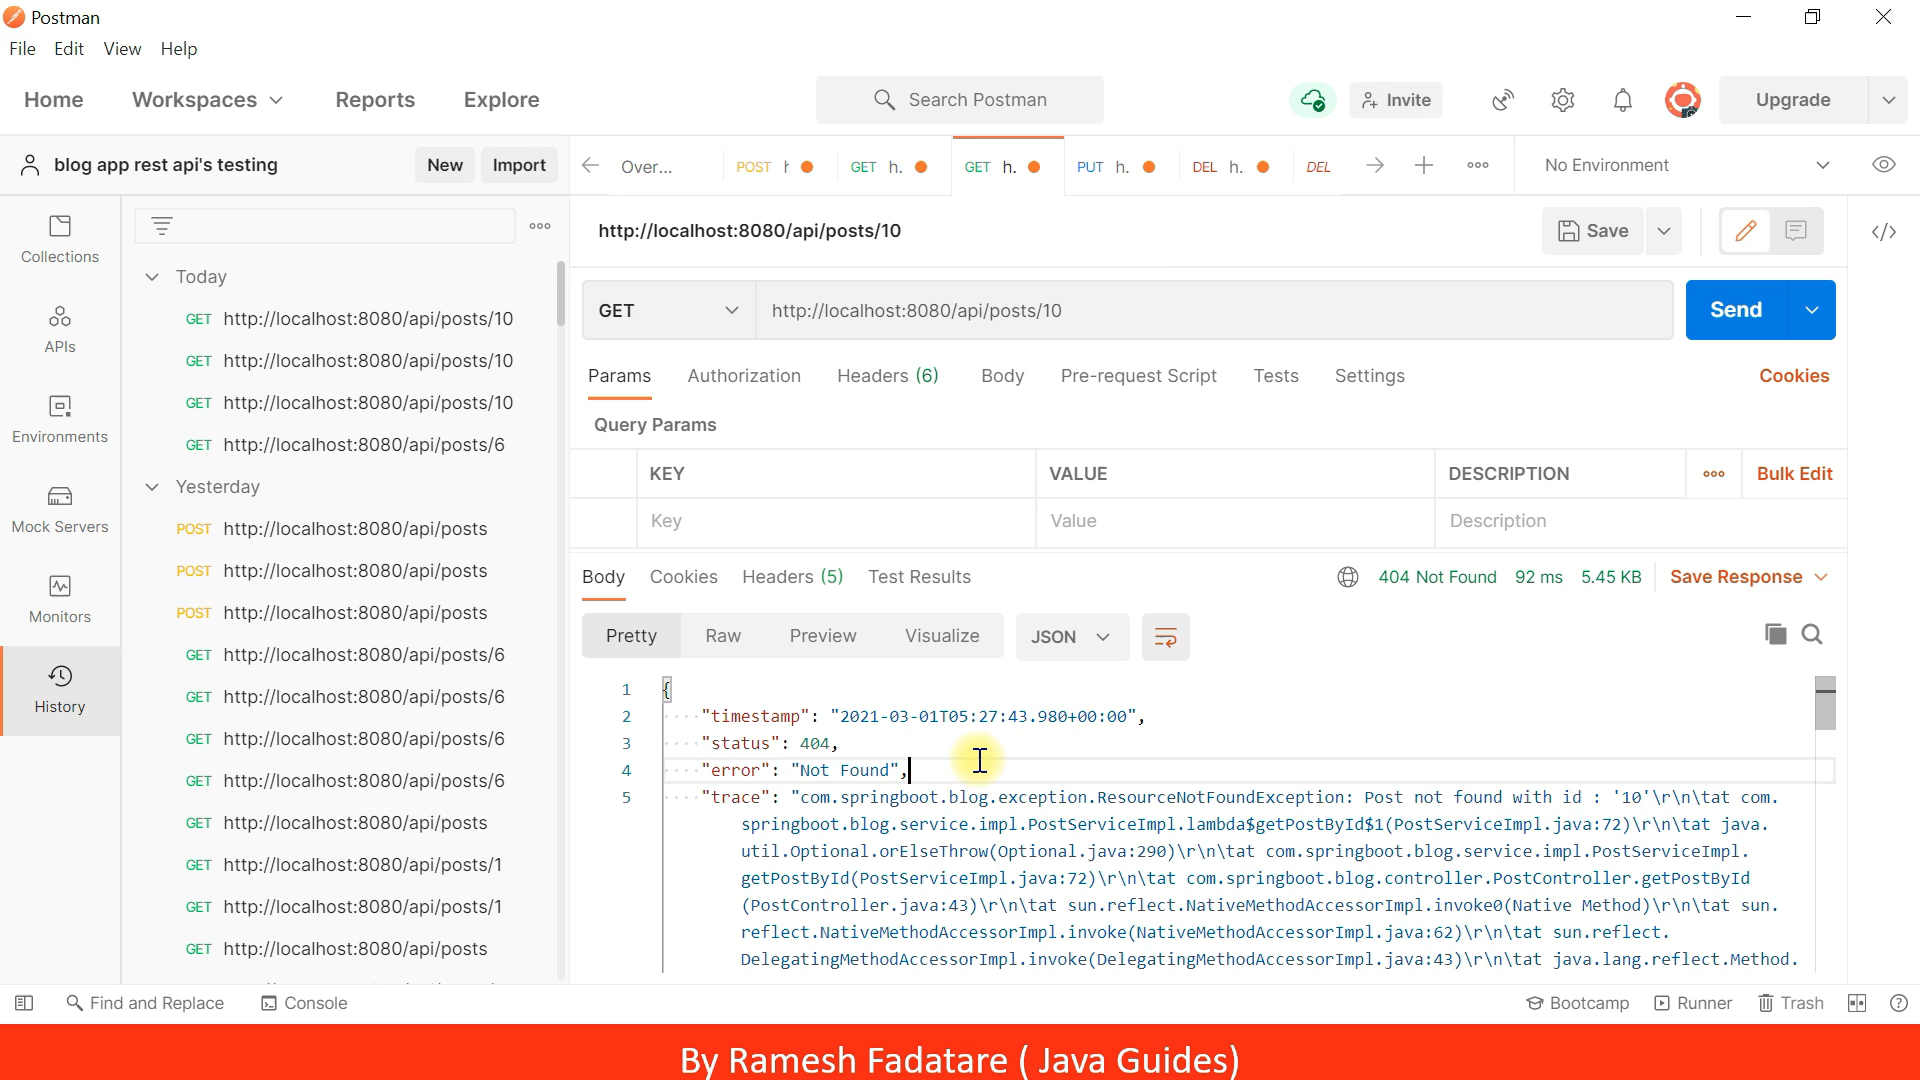 Postman
File Edit View Help
Home Workspaces Reports Explore Search Postman Invite Upgrade
blog app rest api's testing New Import Over... POST GET h. GET h. PUT h. DEL h. DEL No Environment
Collections
APIs
Environments
Mock Servers
Monitors
History
Today
GET http://localhost:8080/api/posts/10
GET http://localhost:8080/api/posts/10
GET http://localhost:8080/api/posts/10
GET http://localhost:8080/api/posts/6
Yesterday
POST http://localhost:8080/api/posts
POST http://localhost:8080/api/posts
POST http://localhost:8080/api/posts
GET http://localhost:8080/api/posts/6
GET http://localhost:8080/api/posts/6
GET http://localhost:8080/api/posts/6
GET http://localhost:8080/api/posts/6
GET http://localhost:8080/api/posts
GET http://localhost:8080/api/posts/1
GET http://localhost:8080/api/posts/1
GET http://localhost:8080/api/posts
http://localhost:8080/api/posts/10 Save
GET http://localhost:8080/api/posts/10 Send
Params Authorization Headers (6) Body Pre-request Script Tests Settings Cookies
Query Params
KEY VALUE DESCRIPTION Bulk Edit
Key Value Description
Body Cookies Headers (5) Test Results 404 Not Found 92 ms 5.45 KB Save Response
Pretty Raw Preview Visualize JSON
1 {
2 "timestamp": "2021-03-01T05:27:43.980+00:00",
3 "status": 404,
4 "error": "Not Found",
5 "trace": "com.springboot.blog.exception.ResourceNotFoundException: Post not found with id : '10'\r\n\tat com.
springboot.blog.service.impl.PostServiceImpl.lambda$getPostById$1(PostServiceImpl.java:72)\r\n\tat java.
util.Optional.orElseThrow(Optional.java:290)\r\n\tat com.springboot.blog.service.impl.PostServiceImpl.
getPostById(PostServiceImpl.java:72)\r\n\tat com.springboot.blog.controller.PostController.getPostById
(PostController.java:43)\r\n\tat sun.reflect.NativeMethodAccessorImpl.invoke0(Native Method)\r\n\tat sun.
reflect.NativeMethodAccessorImpl.invoke(NativeMethodAccessorImpl.java:62)\r\n\tat sun.reflect.
DelegatingMethodAccessorImpl.invoke(DelegatingMethodAccessorImpl.java:43)\r\n\tat java.lang.reflect.Method.
Find and Replace Console Bootcamp Runner Trash
By Ramesh Fadatare ( Java Guides)